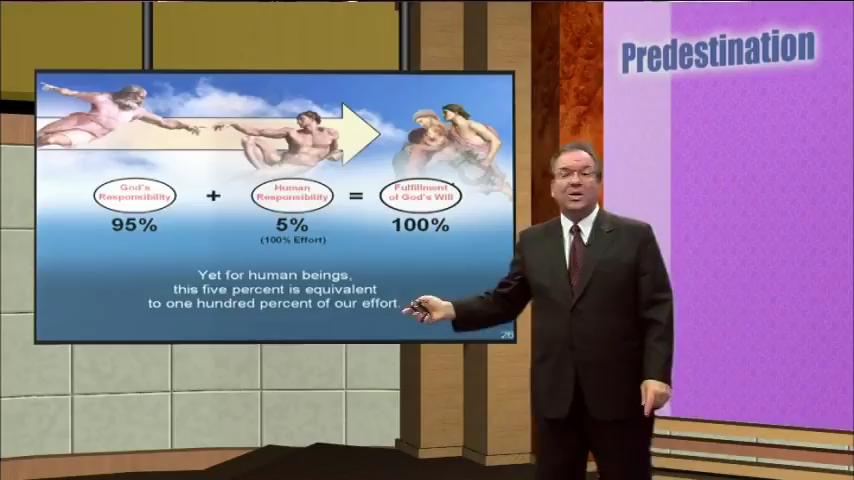 Predestination
God's
Responsibility
+
Human
Responsibility
=
Fulfillment
of God's Will
95%
5%
100%
(100% Effort)
Yet for human beings,
this five percent is equivalent
to one hundred percent of our effort.
26